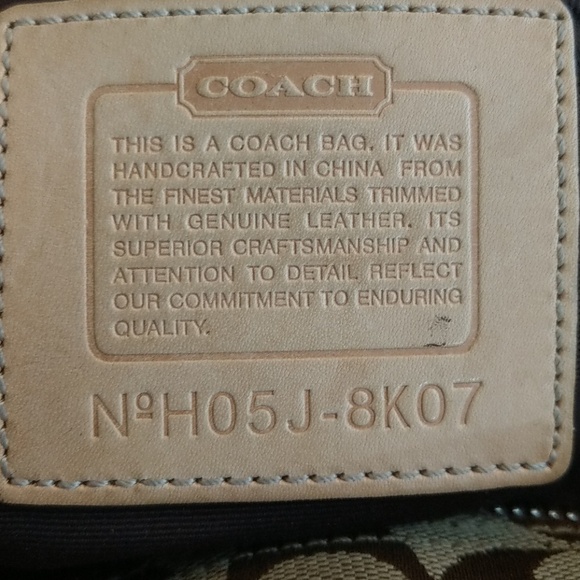 COACH
THIS IS A COACH BAG. IT WAS
HANDCRAFTED IN CHINA FROM
THE FINEST MATERIALS TRIMMED
WITH GENUINE LEATHER. ITS
SUPERIOR CRAFTSMANSHIP AND
ATTENTION TO DETAIL REFLECT
OUR COMMITMENT TO ENDURING
QUALITY.
NºH05J-8K07